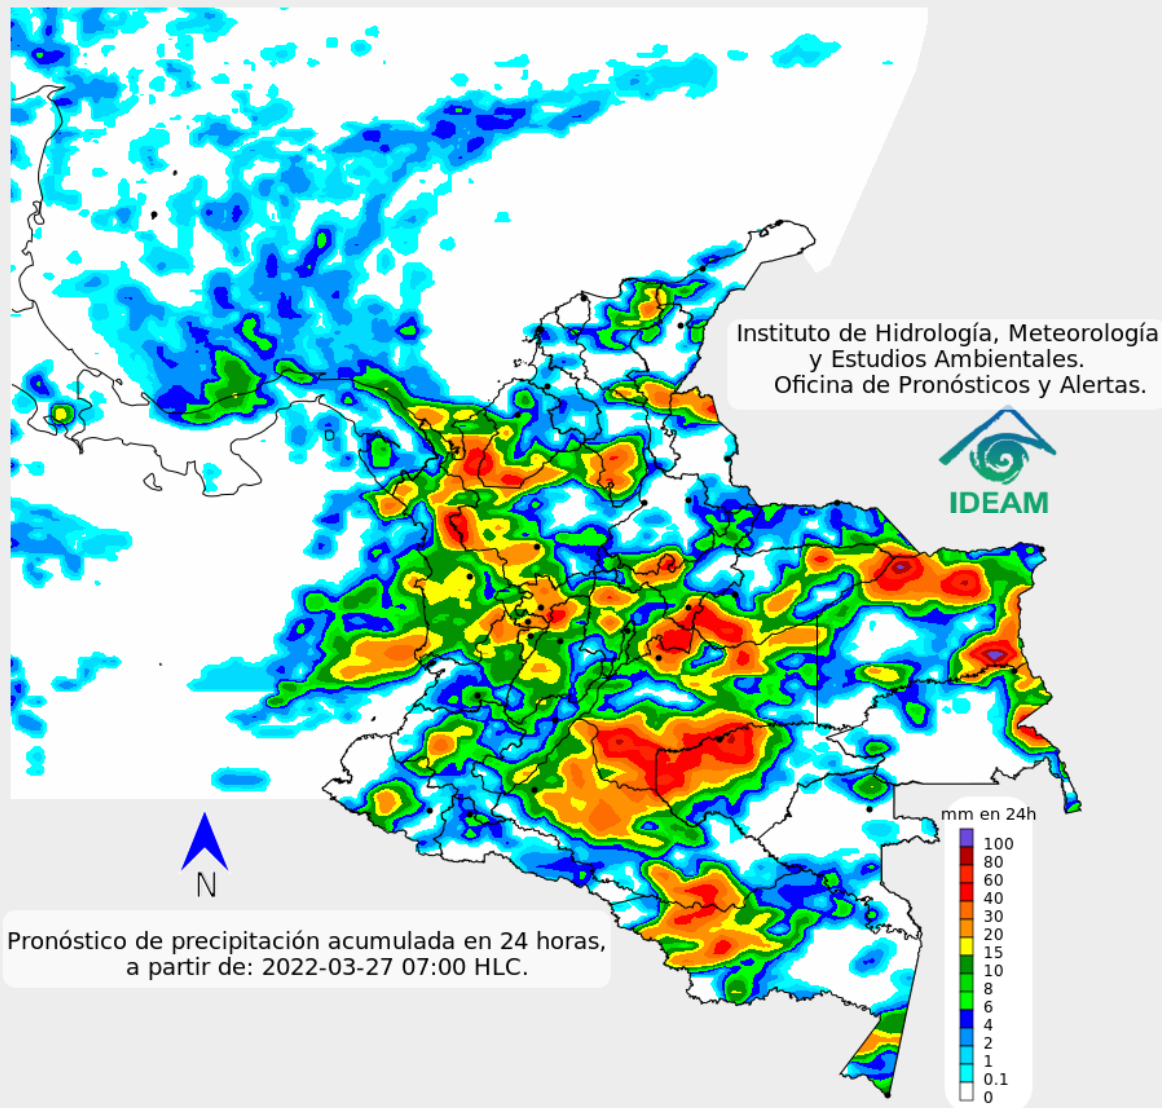 Instituto de Hidrología, Meteorología
y Estudios Ambientales.
Oficina de Pronósticos y Alertas.
IDEAM
mm en 24h
100
80
60
40
30
20
15
10
8
6
4
2
1
0.1
0
N
Pronóstico de precipitación acumulada en 24 horas,
a partir de: 2022-03-27 07:00 HLC.